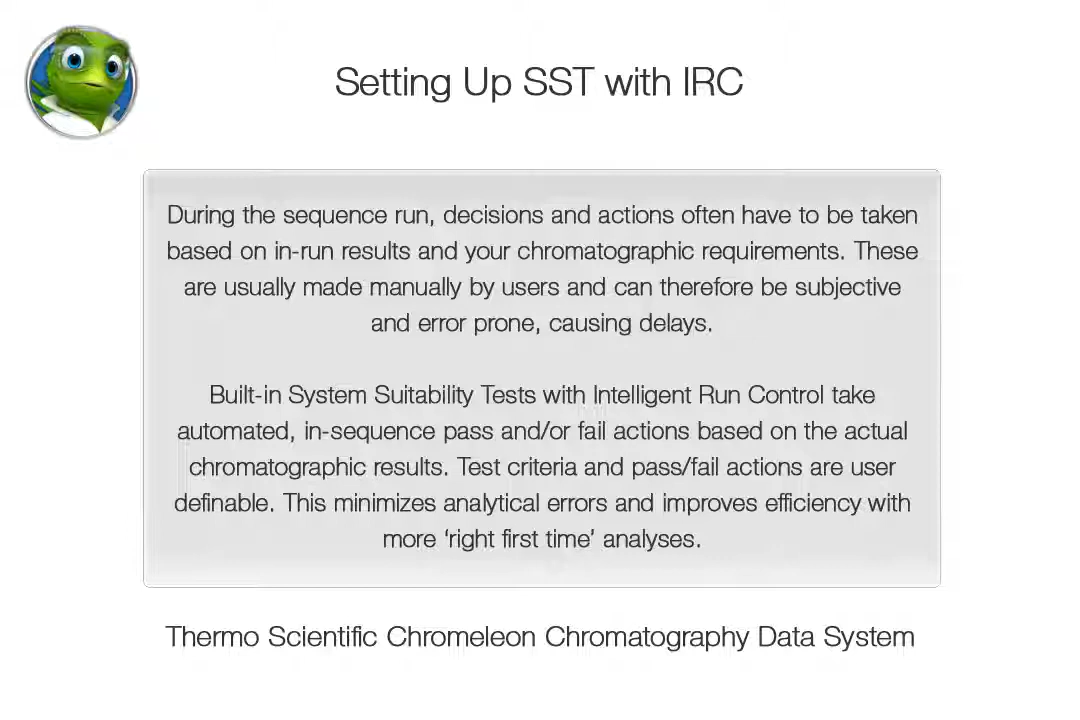 Setting Up SST with IRC
During the sequence run, decisions and actions often have to be taken
based on in-run results and your chromatographic requirements. These
are usually made manually by users and can therefore be subjective
and error prone, causing delays.
Built-in System Suitability Tests with Intelligent Run Control take
automated, in-sequence pass and/or fail actions based on the actual
chromatographic results. Test criteria and pass/fail actions are user
definable. This minimizes analytical errors and improves efficiency with
more ‘right first time’ analyses.
Thermo Scientific Chromeleon Chromatography Data System